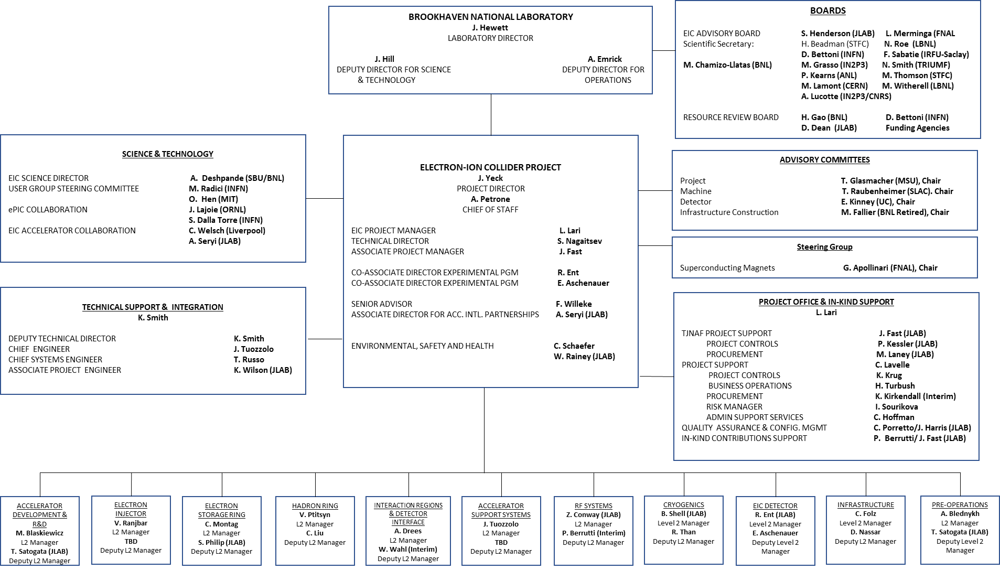 BROOKHAVEN NATIONAL LABORATORY
J. Hewett
LABORATORY DIRECTOR
J. Hill
DEPUTY DIRECTOR FOR SCIENCE
& TECHNOLOGY
A. Emrick
DEPUTY DIRECTOR FOR
OPERATIONS
BOARDS
EIC ADVISORY BOARD S. Henderson (JLAB) L. Merminga (FNAL
Scientific Secretary: H. Beadman (STFC) N. Roe (LBNL)
D. Bettoni (INFN) F. Sabatie (IRFU-Saclay)
M. Chamizo-Llatas (BNL) M. Grasso (IN2P3) N. Smith (TRIUMF)
P. Kearns (ANL) M. Thomson (STFC)
M. Lamont (CERN) M. Witherell (LBNL)
A. Lucotte (IN2P3/CNRS)
RESOURCE REVIEW BOARD H. Gao (BNL) D. Bettoni (INFN)
D. Dean (JLAB) Funding Agencies
SCIENCE & TECHNOLOGY
EIC SCIENCE DIRECTOR A. Deshpande (SBU/BNL)
USER GROUP STEERING COMMITTEE M. Radici (INFN)
O. Hen (MIT)
ePIC COLLABORATION J. Lajoie (ORNL)
S. Dalla Torre (INFN)
EIC ACCELERATOR COLLABORATION C. Welsch (Liverpool)
A. Seryi (JLAB)
ELECTRON-ION COLLIDER PROJECT
J. Yeck
PROJECT DIRECTOR
A. Petrone
CHIEF OF STAFF
EIC PROJECT MANAGER L. Lari
TECHNICAL DIRECTOR S. Nagaitsev
ASSOCIATE PROJECT MANAGER J. Fast
CO-ASSOCIATE DIRECTOR EXPERIMENTAL PGM R. Ent
CO-ASSOCIATE DIRECTOR EXPERIMENTAL PGM E. Aschenauer
SENIOR ADVISOR F. Willeke
ASSOCIATE DIRECTOR FOR ACC. INTL. PARTNERSHIPS A. Seryi (JLAB)
ENVIRONMENTAL, SAFETY AND HEALTH C. Schaefer
W. Rainey (JLAB)
ADVISORY COMMITTEES
Project T. Glasmacher (MSU), Chair
Machine T. Raubenheimer (SLAC). Chair
Detector E. Kinney (UC), Chair
Infrastructure Construction M. Fallier (BNL Retired), Chair
Steering Group
Superconducting Magnets G. Apollinari (FNAL), Chair
TECHNICAL SUPPORT & INTEGRATION
K. Smith
DEPUTY TECHNICAL DIRECTOR K. Smith
CHIEF ENGINEER J. Tuozzolo
CHIEF SYSTEMS ENGINEER T. Russo
ASSOCIATE PROJECT ENGINEER K. Wilson (JLAB)
PROJECT OFFICE & IN-KIND SUPPORT
L. Lari
TJNAF PROJECT SUPPORT J. Fast (JLAB)
PROJECT CONTROLS P. Kessler (JLAB)
PROCUREMENT M. Laney (JLAB)
PROJECT SUPPORT C. Lavelle
PROJECT CONTROLS K. Krug
BUSINESS OPERATIONS H. Turbush
PROCUREMENT K. Kirkendall (Interim)
RISK MANAGER I. Sourikova
ADMIN SUPPORT SERVICES C. Hoffman
QUALITY ASSURANCE & CONFIG. MGMT C. Porretto/J. Harris (JLAB)
IN-KIND CONTRIBUTIONS SUPPORT P. Berrutti/ J. Fast (JLAB)
ACCELERATOR
DEVELOPMENT &
R&D
M. Blaskiewicz
L2 Manager
T. Satogata (JLAB)
Deputy L2 Manager
ELECTRON
INJECTOR
V. Ranjbar
L2 Manager
TBD
Deputy L2 Manager
ELECTRON
STORAGE RING
C. Montag
L2 Manager
S. Philip (JLAB)
Deputy L2 Manager
HADRON RING
V. Ptitsyn
L2 Manager
C. Liu
Deputy L2 Manager
INTERACTION REGIONS
& DETECTOR
INTERFACE
A. Drees
L2 Manager
W. Wahl (Interim)
Deputy L2 Manager
ACCELERATOR
SUPPORT SYSTEMS
J. Tuozzolo
L2 Manager
TBD
Deputy L2 Manager
RF SYSTEMS
Z. Conway (JLAB)
L2 Manager
P. Berrutti (Interim)
Deputy L2 Manager
CRYOGENICS
B. Shell (JLAB)
Level 2 Manager
R. Than
Deputy L2 Manager
EIC DETECTOR
R. Ent (JLAB)
Level 2 Manager
E. Aschenauer
Deputy Level 2
Manager
INFRASTRUCTURE
C. Folz
Level 2 Manager
D. Nassar
Deputy L2 Manager
PRE-OPERATIONS
A. Blednykh
L2 Manager
T. Satogata (JLAB)
Deputy Level 2
Manager